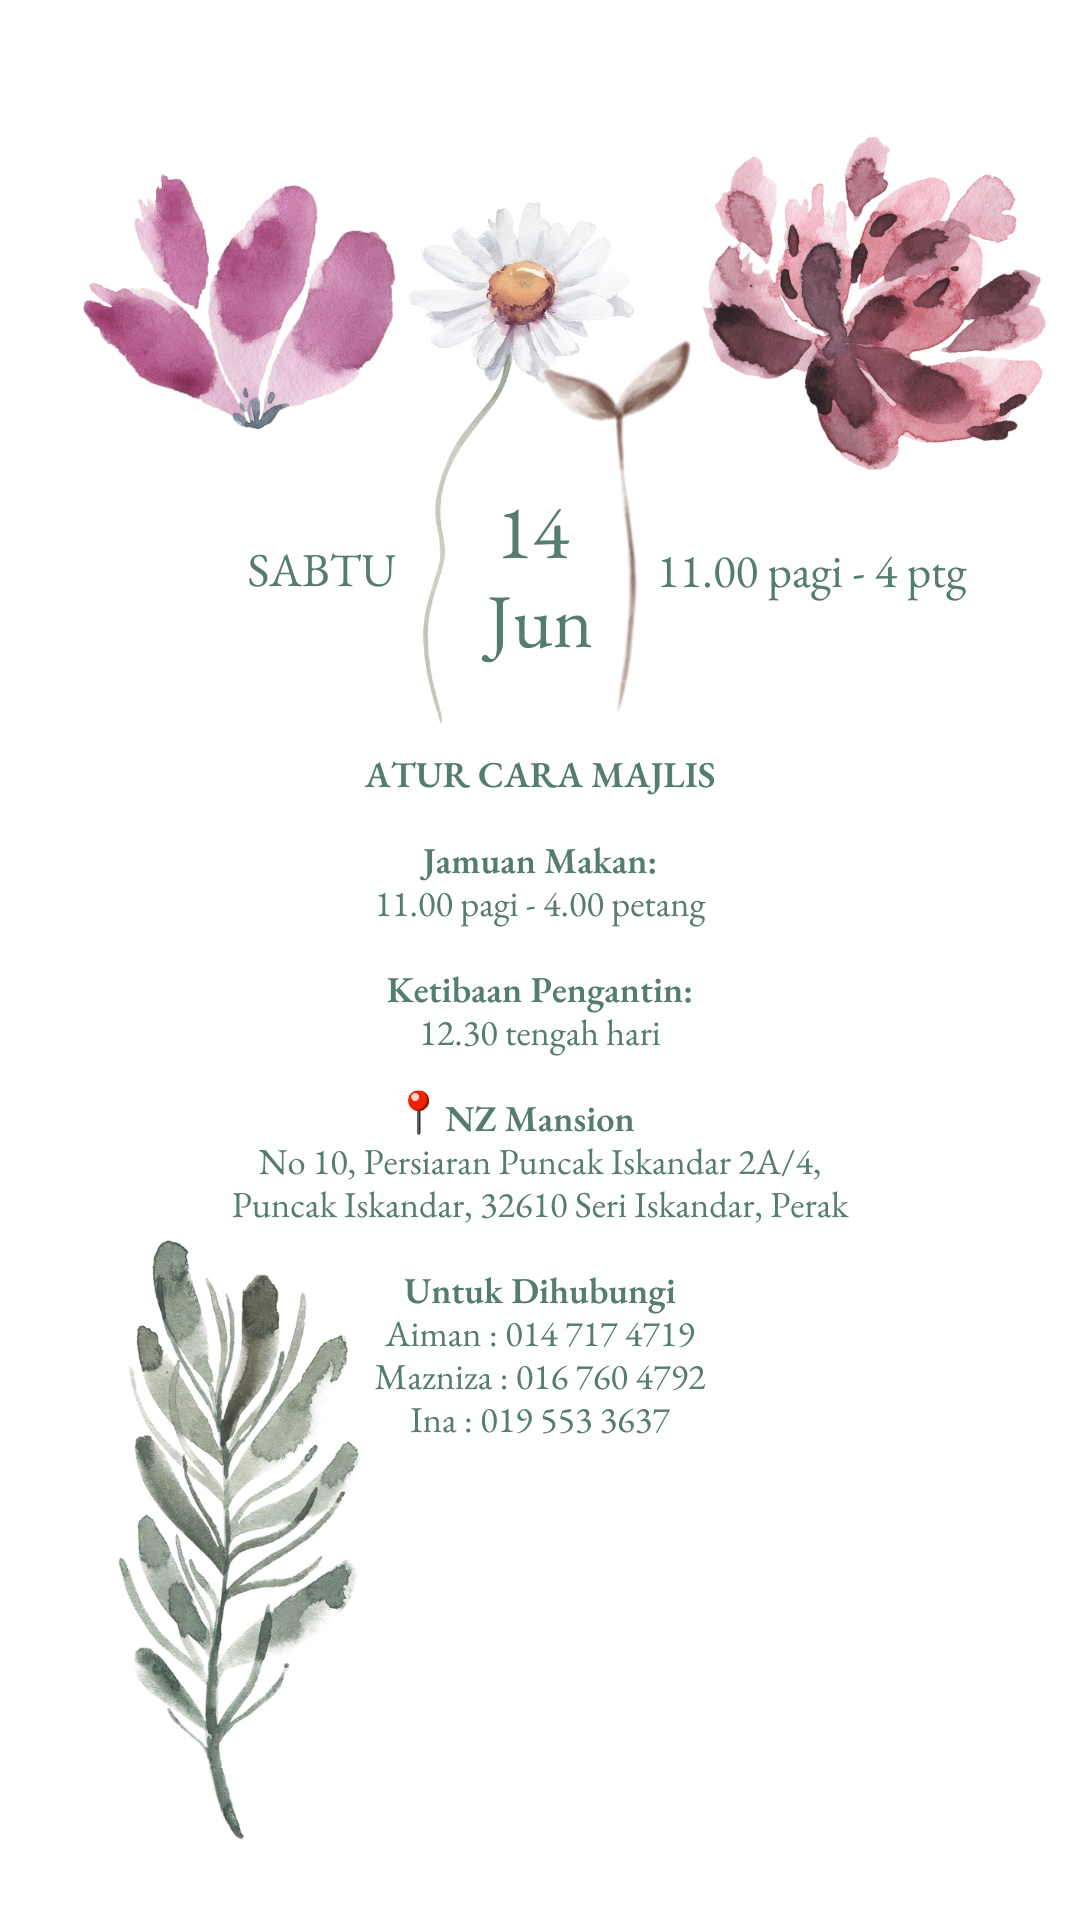 SABTU
14
Jun
11.00 pagi - 4 ptg
ATUR CARA MAJLIS
Jamuan Makan:
11.00 pagi - 4.00 petang
Ketibaan Pengantin:
12.30 tengah hari
📍 NZ Mansion
No 10, Persiaran Puncak Iskandar 2A/4,
Puncak Iskandar, 32610 Seri Iskandar, Perak
Untuk Dihubungi
Aiman : 014 717 4719
Mazniza : 016 760 4792
Ina : 019 553 3637